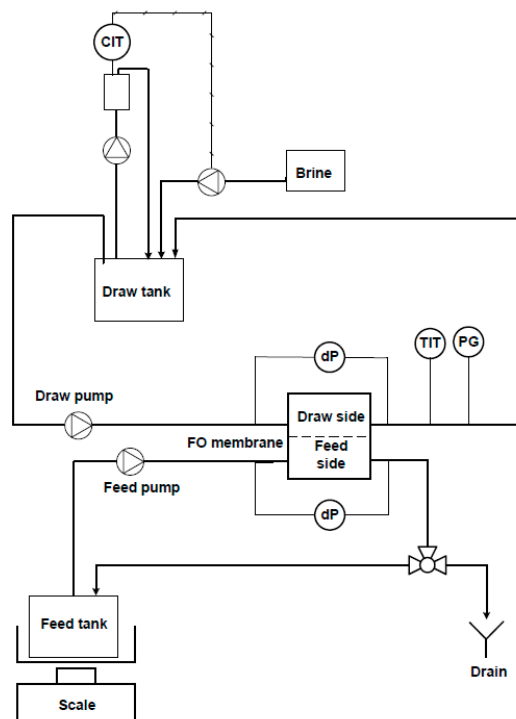 CIT
Brine
Draw tank
TIT
PG
dP
Draw pump
Draw side
FO membrane
Feed
side
Feed pump
dP
Feed tank
Drain
Scale